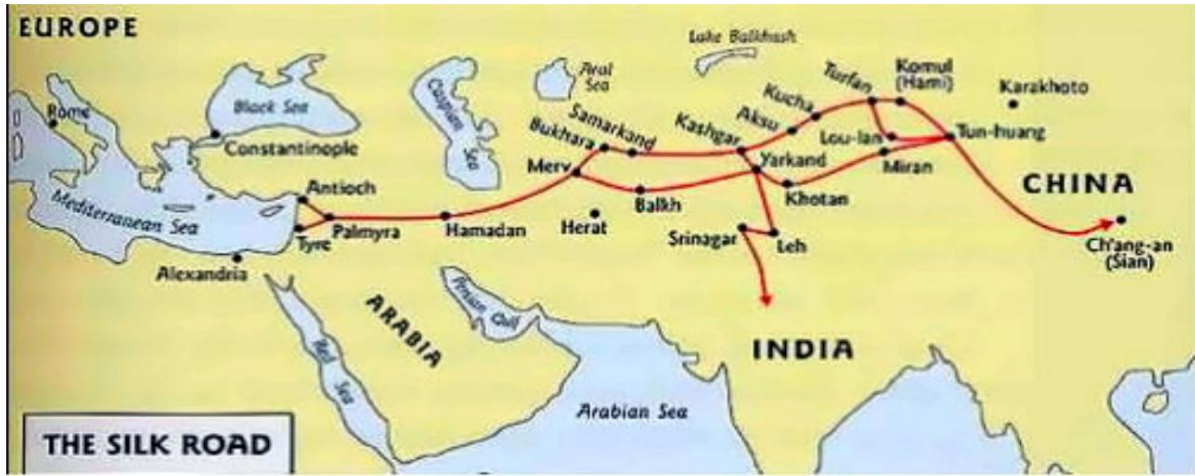 EUROPE
Lake Balkhash
Aral
Sea
Turfan
Komul
(Hami)
Karakhoto
Rome
Black Sea
Caspian
Sea
Kucha
Aksu
Samarkand
Bukhara
Kashgar
Lou-lan
Tun-huang
Constantinople
Merv
Yarkand
Miran
Antioch
Khotan
CHINA
Mediterranean Sea
Balkh
Tyre
Palmyra
Hamadan
Herat
Srinagar
Leh
Ch'ang-an
(Sian)
Alexandria
ARABIA
Persian Gulf
INDIA
Red
Sea
Arabian Sea
THE SILK ROAD